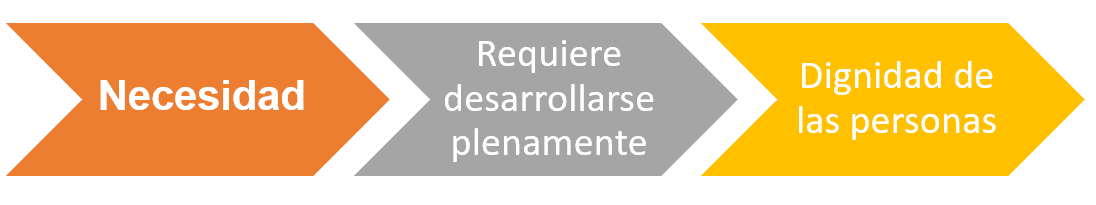 Necesidad
Requiere
desarrollarse
plenamente
Dignidad de
las personas